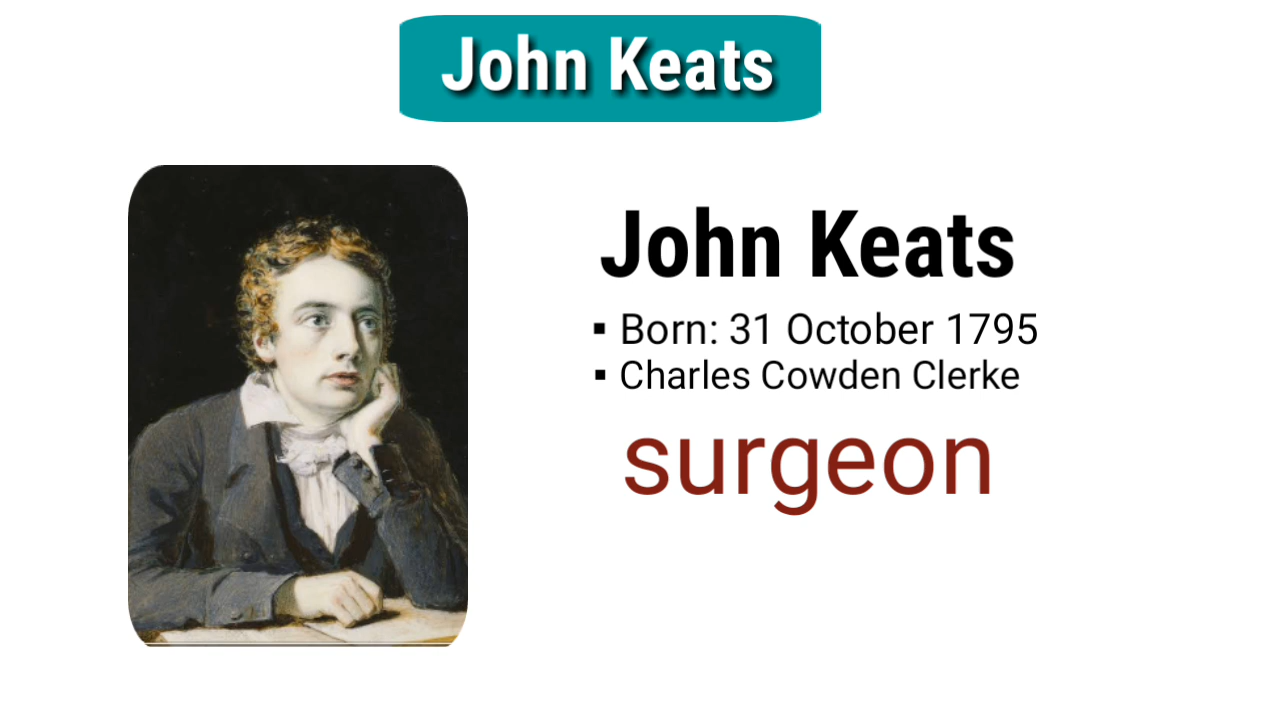 John Keats
John Keats
▪ Born: 31 October 1795
▪ Charles Cowden Clerke
surgeon